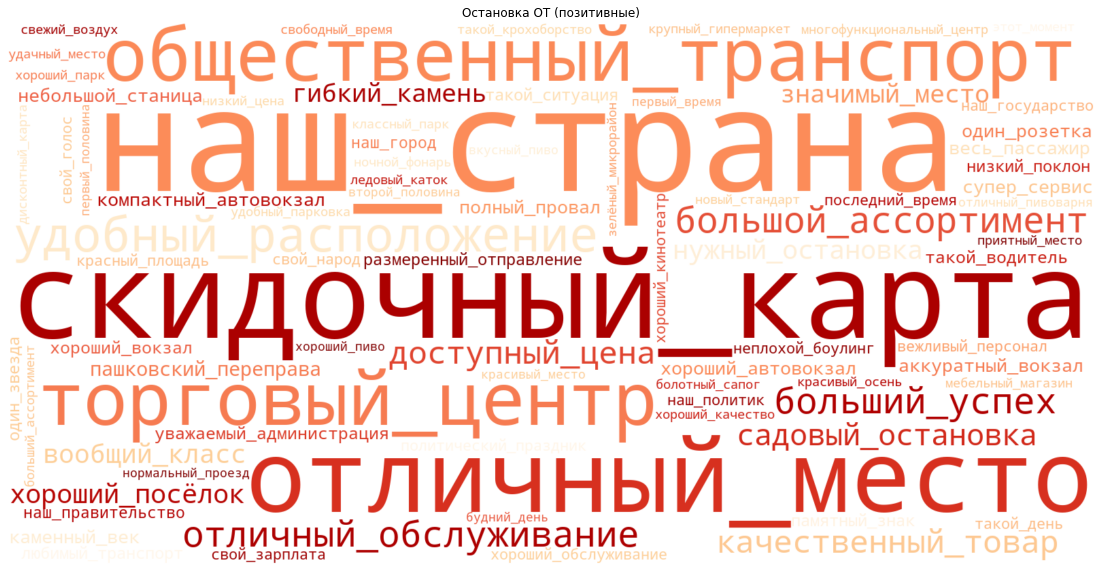 Остановка ОТ (позитивные)
свежий_воздух
свободный_время
такой_крохоборство
крупный_гипермаркет
многофункциональный_центр
общественный_транспорт
удачный_место
хороший_парк
небольшой_станица
низкий_цена
гибкий_камень
такой_ситуация
первый_время
значимый_место
наш_государство
наш_страна
дисконтный_карта
свой_голос
первый_половина
классный_парк
наш_город
вкусный_пиво
ночной_фонарь
ледовый_каток
второй_половина
зелёный_микрорайон
один_розетка
весь_пассажир
низкий_поклон
супер_сервис
компактный_автовокзал
удобный_парковка
полный_провал
новый_стандарт
последний_время
отличный_пивоварня
удобный_расположение
большой_ассортимент
хороший_кинотеатр
приятный_место
красный_площадь
свой_народ
размеренный_отправление
нужный_остановка
такой_водитель
скидочный_карта
один_звезда
хороший_вокзал
хороший_пиво
доступный_цена
неплохой_боулинг
вежливый_персонал
больший_ассортимент
пашковский_переправа
красивый_место
хороший_автовокзал
аккуратный_вокзал
торговый_центр
болотный_сапог
красивый_осень
мебельный_магазин
наш_политик
больший_успех
хороший_качество
уважаемый_администрация
садовый_остановка
вообщий_класс
отличный_место
нормальный_проезд
хороший_посёлок
наш_правительство
будний_день
памятный_знак
такой_день
каменный_век
отличный_обслуживание
качественный_товар
любимый_транспорт
свой_зарплата
хороший_обслуживание